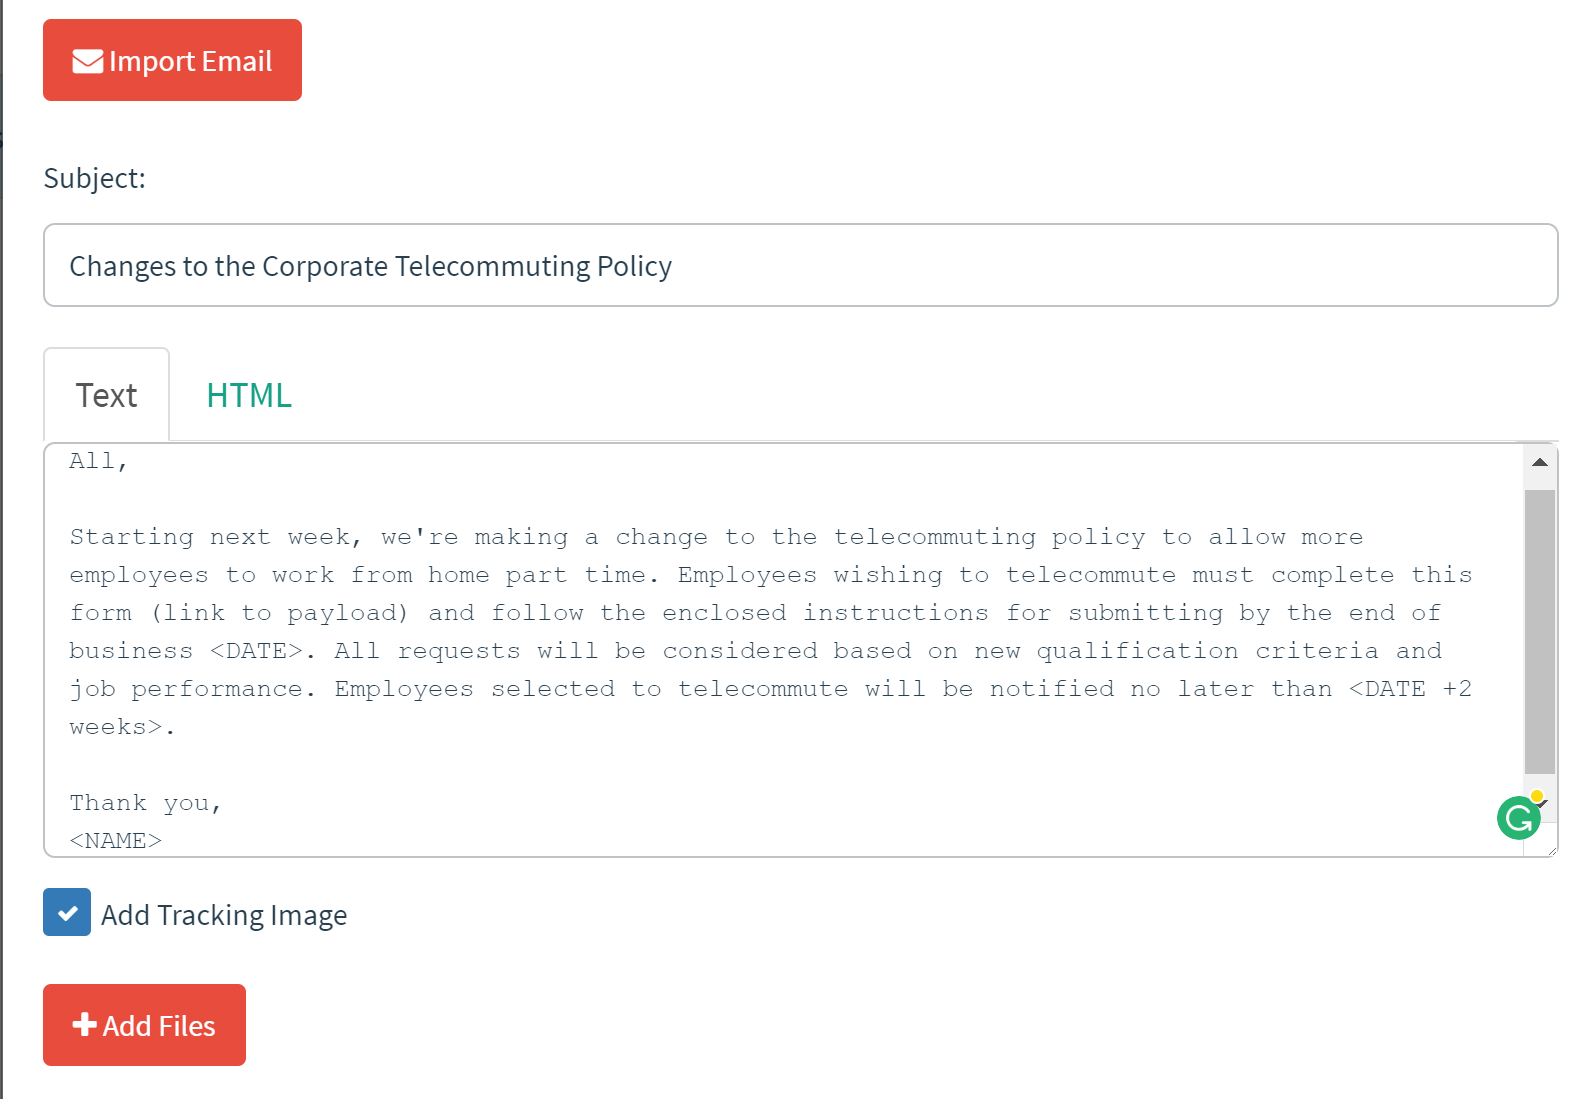 Import Email
Subject:
Changes to the Corporate Telecommuting Policy
Text HTML
All,
Starting next week, we're making a change to the telecommuting policy to allow more
employees to work from home part time. Employees wishing to telecommute must complete this
form (link to payload) and follow the enclosed instructions for submitting by the end of
business <DATE>. All requests will be considered based on new qualification criteria and
job performance. Employees selected to telecommute will be notified no later than <DATE +2
weeks>.
Thank you,
<NAME>
Add Tracking Image
Add Files